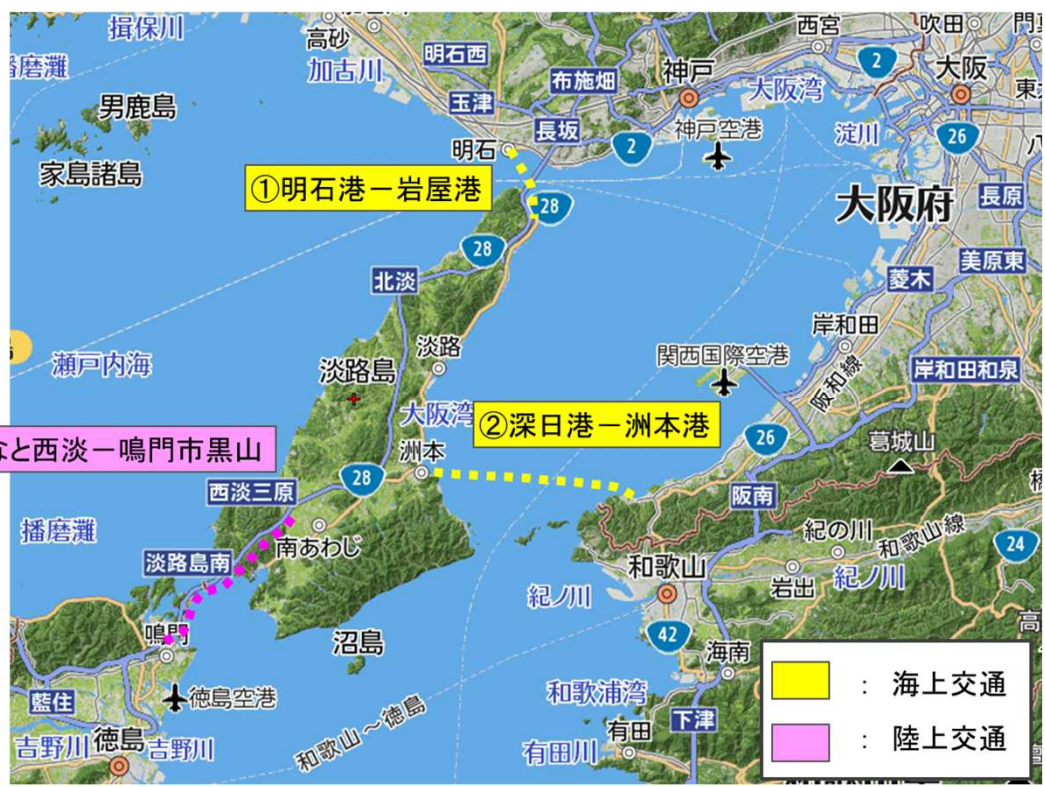 揖保川
高砂
加古川
明石西
西宮
吹田
播磨灘
男鹿島
布施畑
神戸
大阪湾
2
大阪
玉津
家島諸島
長坂
2
神戸空港
淀川
26
明石
①明石港－岩屋港
28
大阪府
長原
28
美原東
北淡
菱木
瀬戸内海
淡路
岸和田
淡路島
関西国際空港
阪和線
岸和田和泉
大阪湾
②深日港－洲本港
26
葛城山
なと西淡－鳴門市黒山
洲本
28
西淡三原
阪南
播磨灘
南あわじ
紀の川
和歌山線
24
淡路島南
和歌山
岩出
紀ノ川
紀ノ川
鳴門
沼島
42
海南
藍住
徳島空港
和歌浦湾
下津
吉野川
徳島
吉野川
和歌山～徳島
有田
有田川
： 海上交通
： 陸上交通